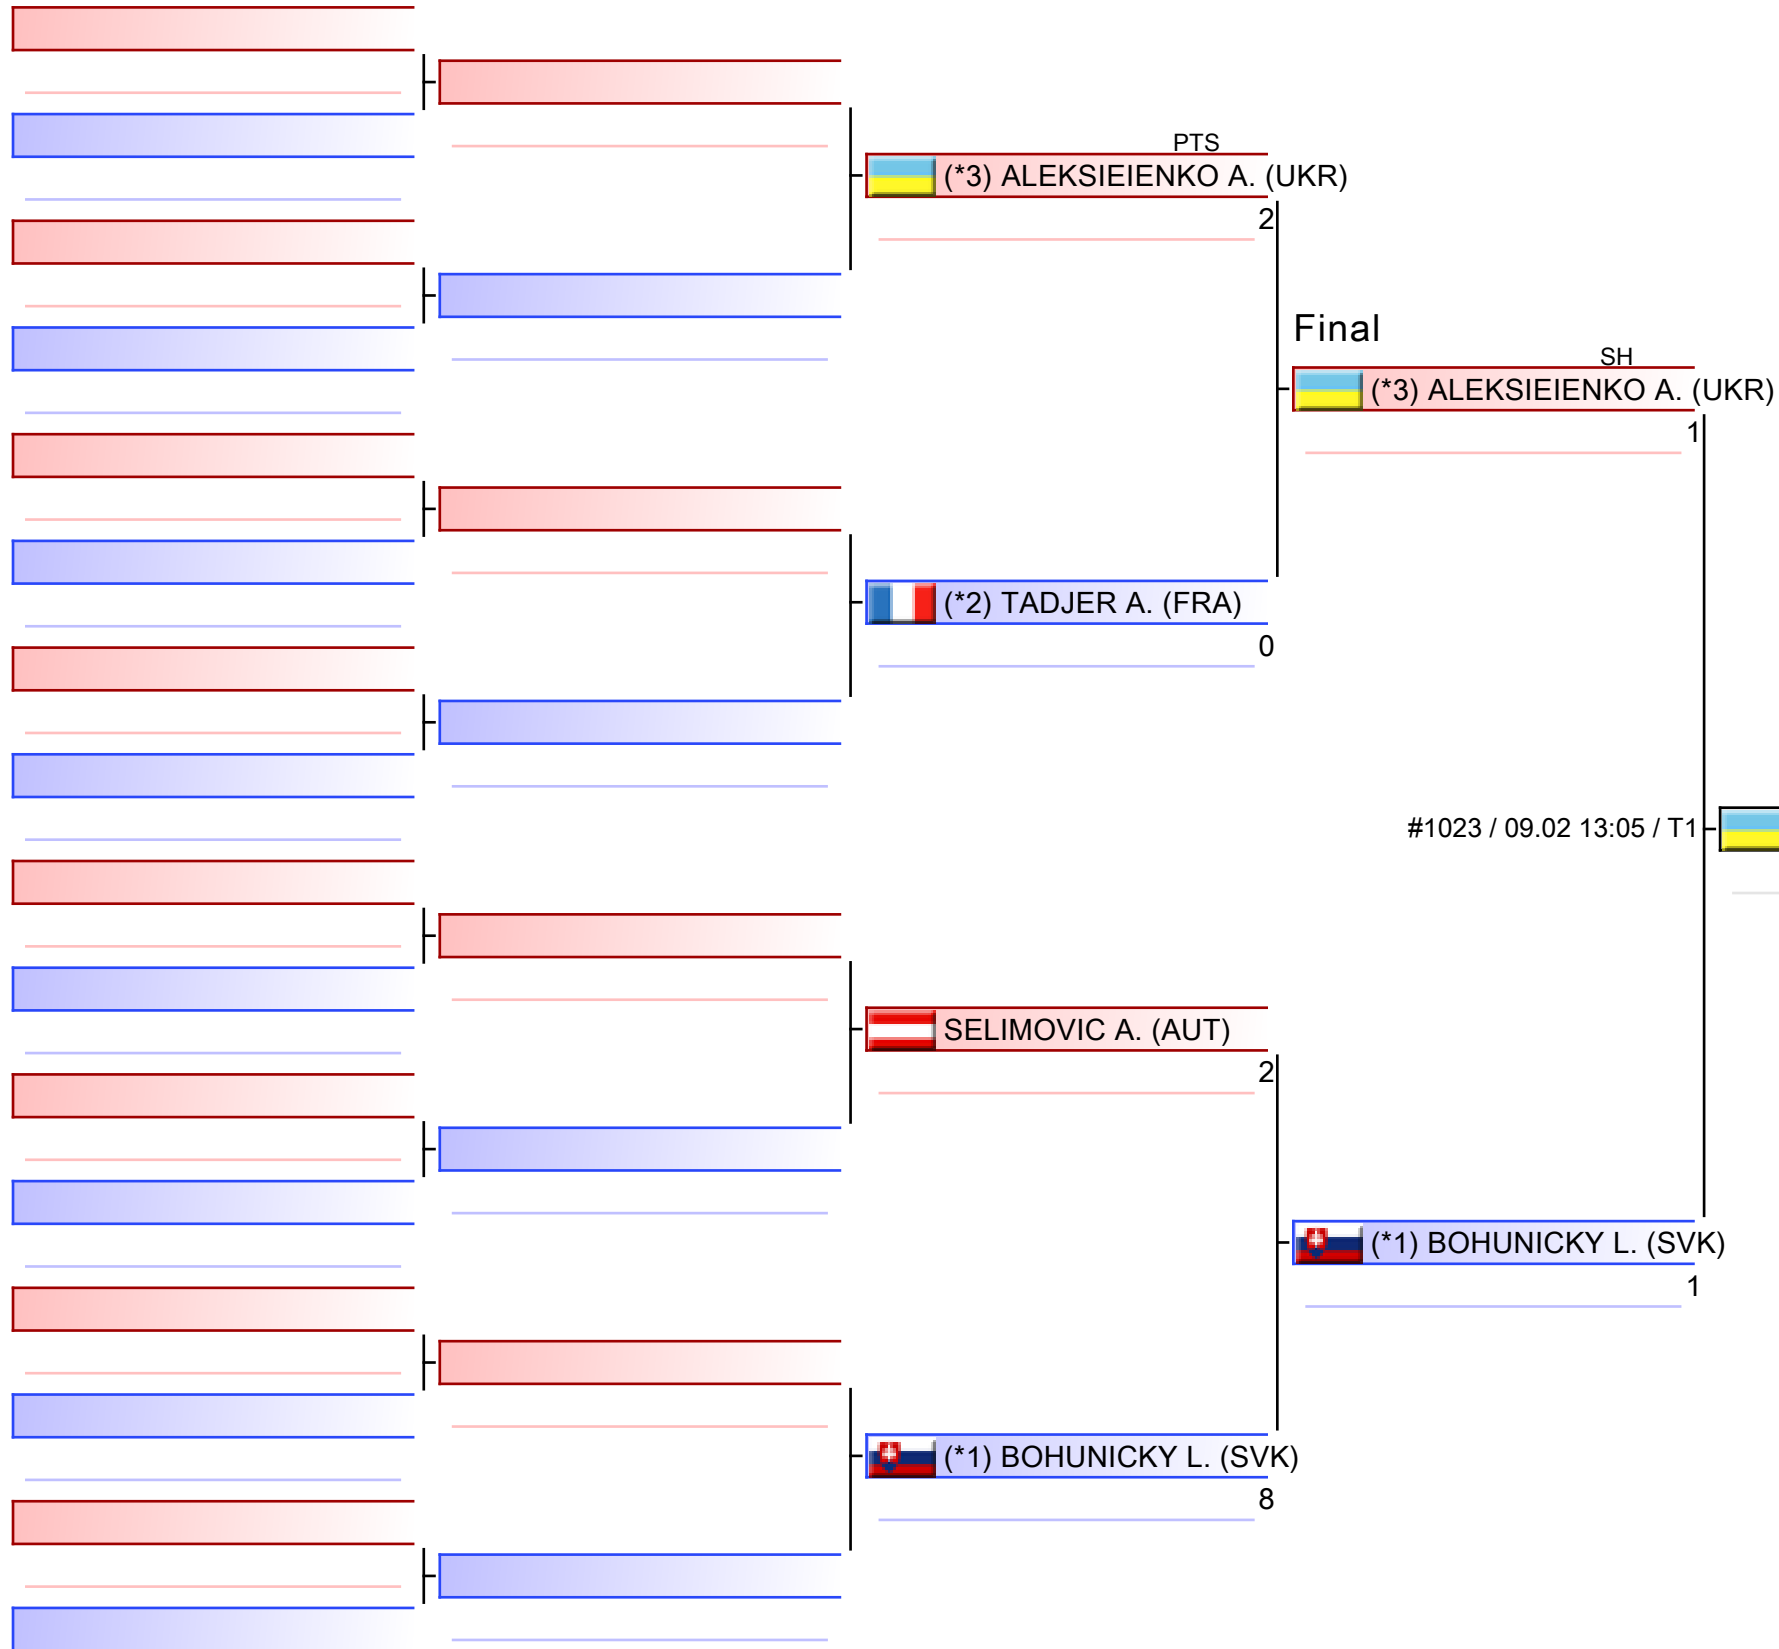 PTS
(*3) ALEKSIEIENKO A. (UKR)
2
Final
SH
(*3) ALEKSIEIENKO A. (UKR)
1
(*2) TADJER A. (FRA)
0
#1023 / 09.02 13:05 / T1
SELIMOVIC A. (AUT)
2
(*1) BOHUNICKY L. (SVK)
1
(*1) BOHUNICKY L. (SVK)
8